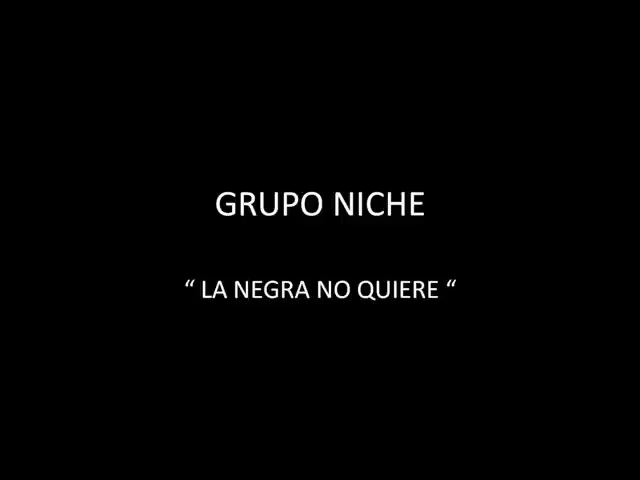 GRUPO NICHE
“ LA NEGRA NO QUIERE “